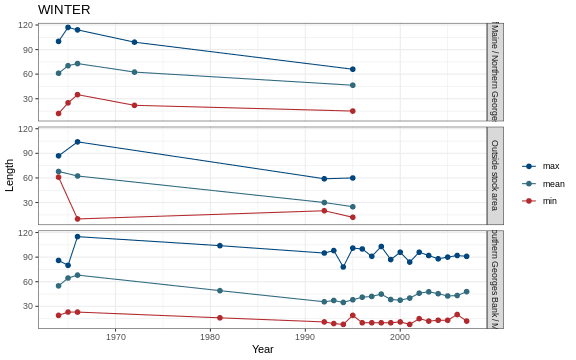 WINTER
120
90
60
30
Maine / Northern George
120
90
60
30
Outside stock area
120
90
60
30
Georges Bank / M
1970
1980
1990
2000
Year
Length
max
mean
min